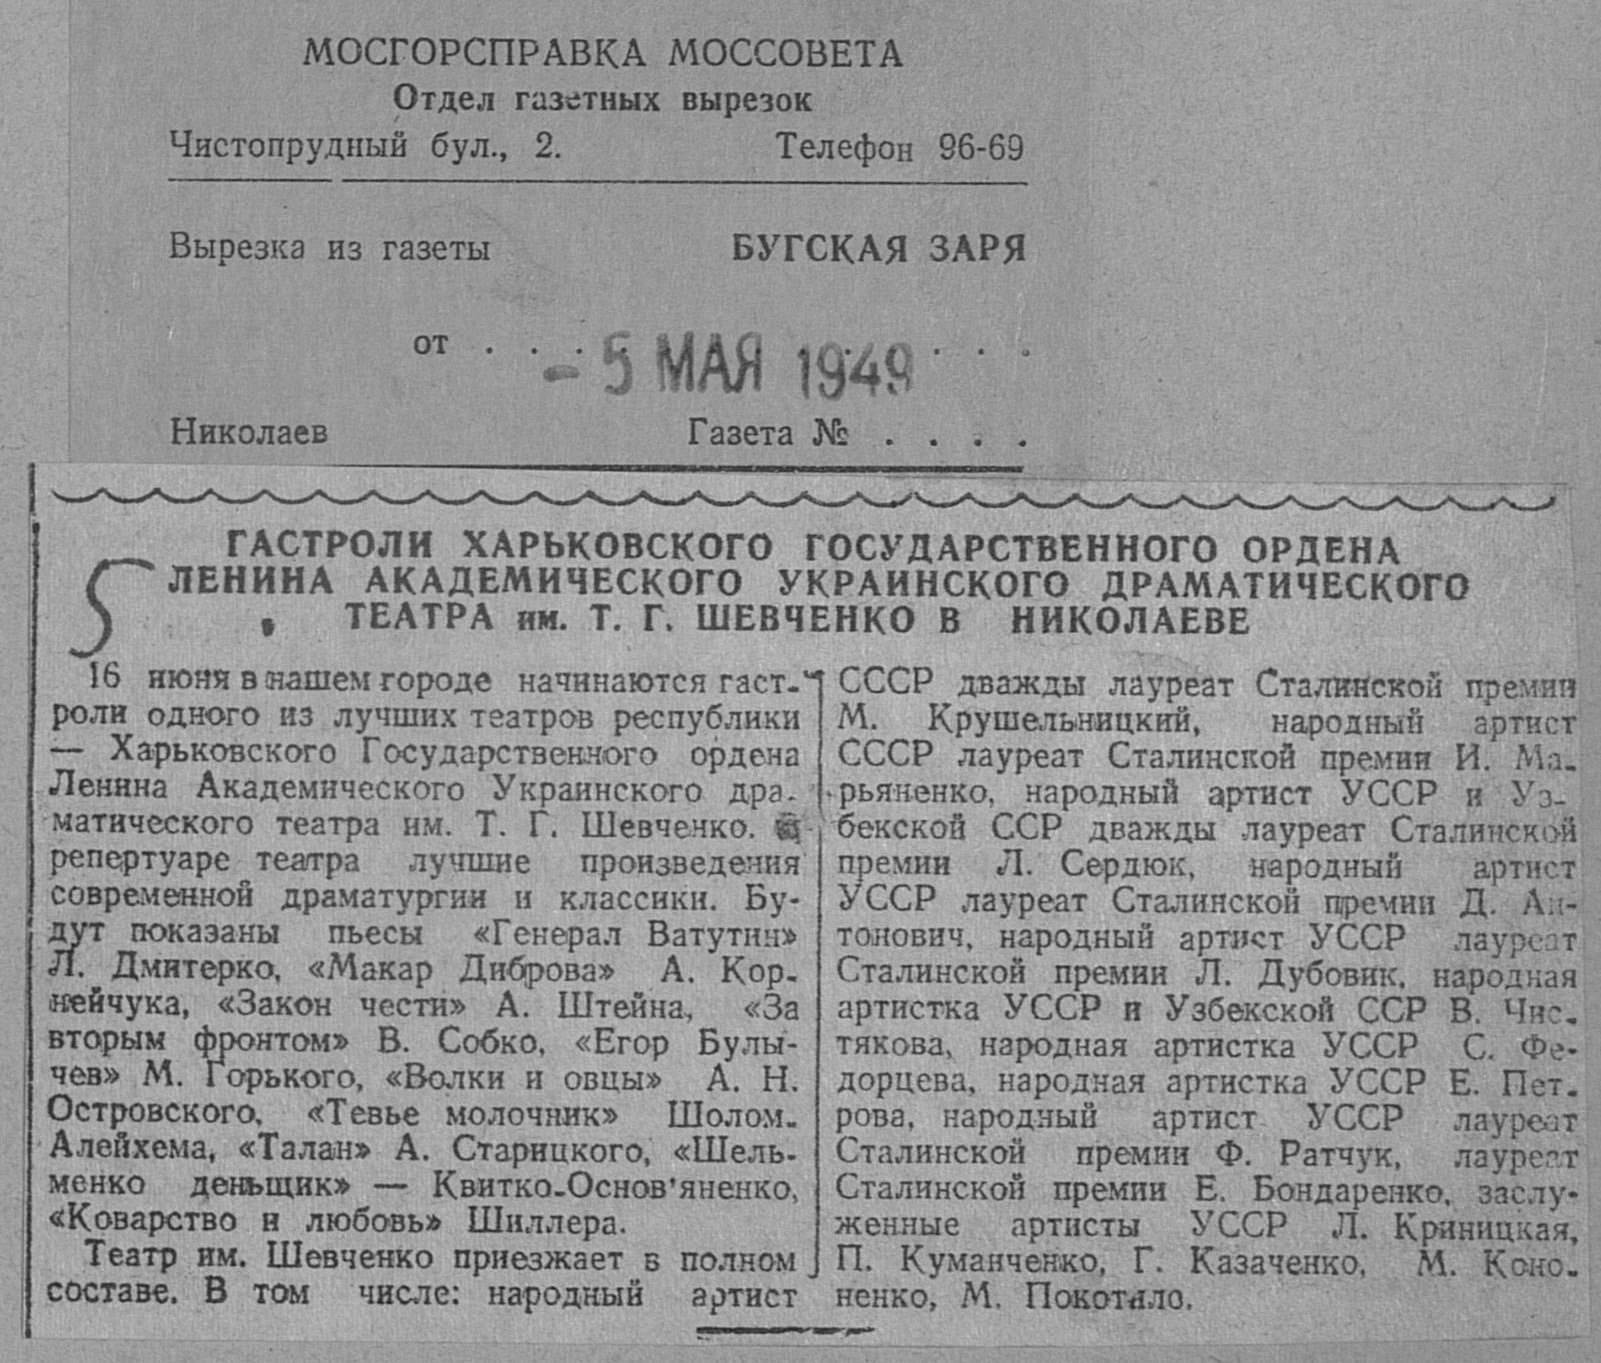 МОСГОРСПРАВКА МОССОВЕТА
Отдел газетных вырезок
Чистопрудный бул., 2. Телефон 96-69
Вырезка из газеты БУГСКАЯ ЗАРЯ
от . . . . . . . .
- 5 МАЯ 1949
Николаев Газета № . . . .
ГАСТРОЛИ ХАРЬКОВСКОГО ГОСУДАРСТВЕННОГО ОРДЕНА
ЛЕНИНА АКАДЕМИЧЕСКОГО УКРАИНСКОГО ДРАМАТИЧЕСКОГО
ТЕАТРА им. Т. Г. ШЕВЧЕНКО В НИКОЛАЕВЕ
16 июня в нашем городе начинаются гаст-
роли одного из лучших театров республики
— Харьковского Государственного ордена
Ленина Академического Украинского дра-
матического театра им. Т. Г. Шевченко.
репертуаре театра лучшие произведения
современной драматургии и классики. Бу-
дут показаны пьесы «Генерал Ватутин»
Л. Дмитерко, «Макар Диброва» А. Кор-
нейчука, «Закон чести» А. Штейна, «За
вторым фронтом» В. Собко, «Егор Булы-
чев» М. Горького, «Волки и овцы» А. Н.
Островского, «Тевье молочник» Шолом-
Алейхема, «Талан» А. Старицкого, «Шель-
менко деньщик» — Квитко-Основ'яненко,
«Коварство и любовь» Шиллера.
Театр им. Шевченко приезжает в полном
составе. В том числе: народный артист
СССР дважды лауреат Сталинской премии
М. Крушельницкий, народный артист
СССР лауреат Сталинской премии И. Ма-
рьяненко, народный артист УССР и Уз-
бекской ССР дважды лауреат Сталинской
премии Л. Сердюк, народный артист
УССР лауреат Сталинской премии Д. Ан-
тонович, народный артист УССР лауреат
Сталинской премии Л. Дубовик, народная
артистка УССР и Узбекской ССР В. Чис-
тякова, народная артистка УССР С. Фе-
дорцева, народная артистка УССР Е. Пет-
рова, народный артист УССР лауреат
Сталинской премии Ф. Ратчук, лауреат
Сталинской премии Е. Бондаренко, заслу-
женные артисты УССР Л. Криницкая,
П. Куманченко, Г. Казаченко, М. Коно-
ненко, М. Покотило.